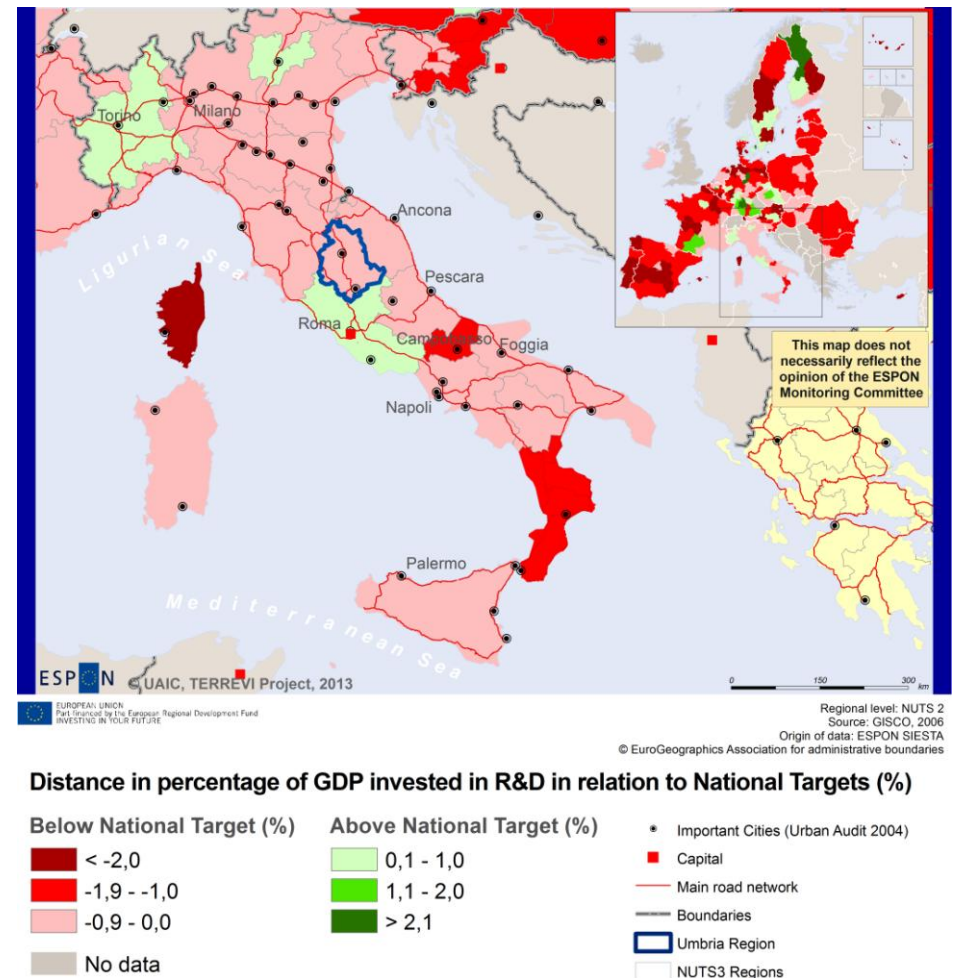 Torino
Milano
Ancona
Ligurian Sea
Pescara
Roma
Campobasso
Foggia
Napoli
Palermo
Mediterranean Sea
This map does not
necessarily reflect the
opinion of the ESPON
Monitoring Committee
ESPON
© UAIC, TERREVI Project, 2013
0 150 300
km
EUROPEAN UNION
Part-financed by the European Regional Development Fund
INVESTING IN YOUR FUTURE
Regional level: NUTS 2
Source: GISCO, 2006
Origin of data: ESPON SIESTA
© EuroGeographics Association for administrative boundaries
Distance in percentage of GDP invested in R&D in relation to National Targets (%)
Below National Target (%)
< -2,0
-1,9 - -1,0
-0,9 - 0,0
No data
Above National Target (%)
0,1 - 1,0
1,1 - 2,0
> 2,1
Important Cities (Urban Audit 2004)
Capital
Main road network
Boundaries
Umbria Region
NUTS3 Regions